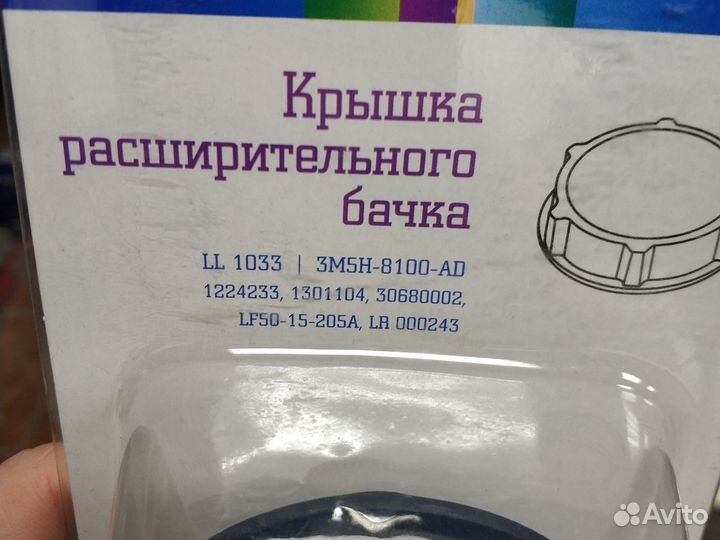 Крышка
расширительного
бачка
LL 1033 | 3M5H-8100-AD
1224233, 1301104, 30680002,
LF50-15-205A, LR 000243
Avito